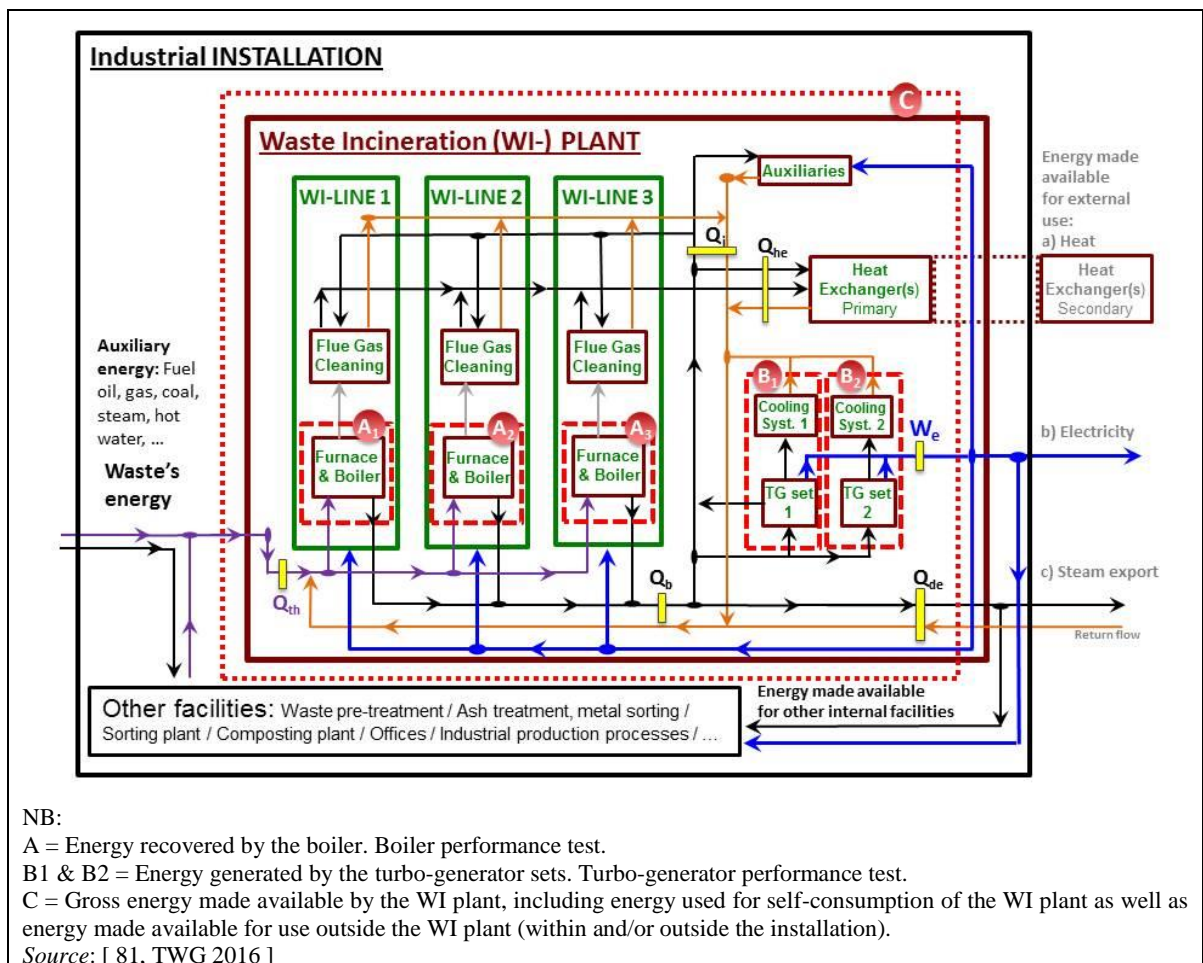 Industrial INSTALLATION
C
Waste Incineration (WI-) PLANT
Energy made
available
for external
use:
a) Heat
Auxiliaries
WI-LINE 1
WI-LINE 2
WI-LINE 3
Qi
Qhe
Heat
Exchanger(s)
Primary
Heat
Exchanger(s)
Secondary
Auxiliary
energy: Fuel
oil, gas, coal,
steam, hot
water, ...
Waste's
energy
Flue Gas
Cleaning
Flue Gas
Cleaning
Flue Gas
Cleaning
B1
B2
Cooling
Syst. 1
Cooling
Syst. 2
A1
A2
A3
We
b) Electricity
Furnace
& Boiler
Furnace
& Boiler
Furnace
& Boiler
TG set
1
TG set
2
Qth
Qb
Qde
c) Steam export
Return flow
Other facilities: Waste pre-treatment / Ash treatment, metal sorting /
Sorting plant / Composting plant / Offices / Industrial production processes / ...
Energy made available
for other internal facilities
NB:
A = Energy recovered by the boiler. Boiler performance test.
B1 & B2 = Energy generated by the turbo-generator sets. Turbo-generator performance test.
C = Gross energy made available by the WI plant, including energy used for self-consumption of the WI plant as well as
energy made available for use outside the WI plant (within and/or outside the installation).
Source: [ 81, TWG 2016 ]